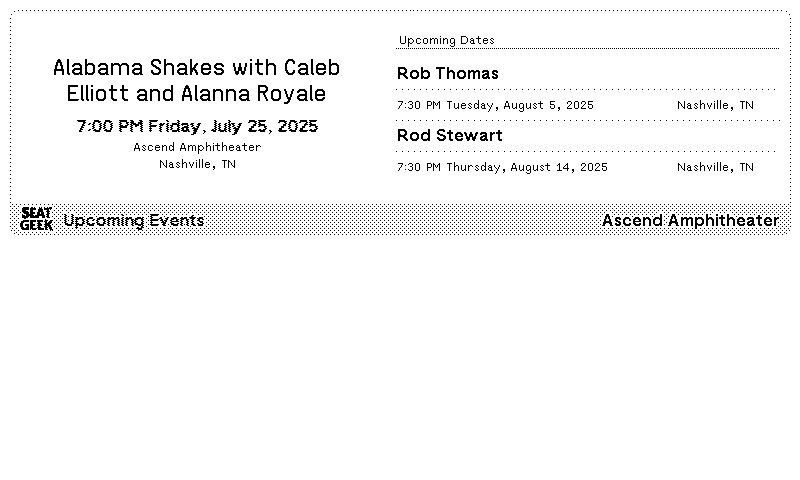 Alabama Shakes with Caleb
Elliott and Alanna Royale
7:00 PM Friday, July 25, 2025
Ascend Amphitheater
Nashville, TN
Upcoming Dates
Rob Thomas
7:30 PM Tuesday, August 5, 2025 Nashville, TN
Rod Stewart
7:30 PM Thursday, August 14, 2025 Nashville, TN
SEAT
GEEK
Upcoming Events
Ascend Amphitheater